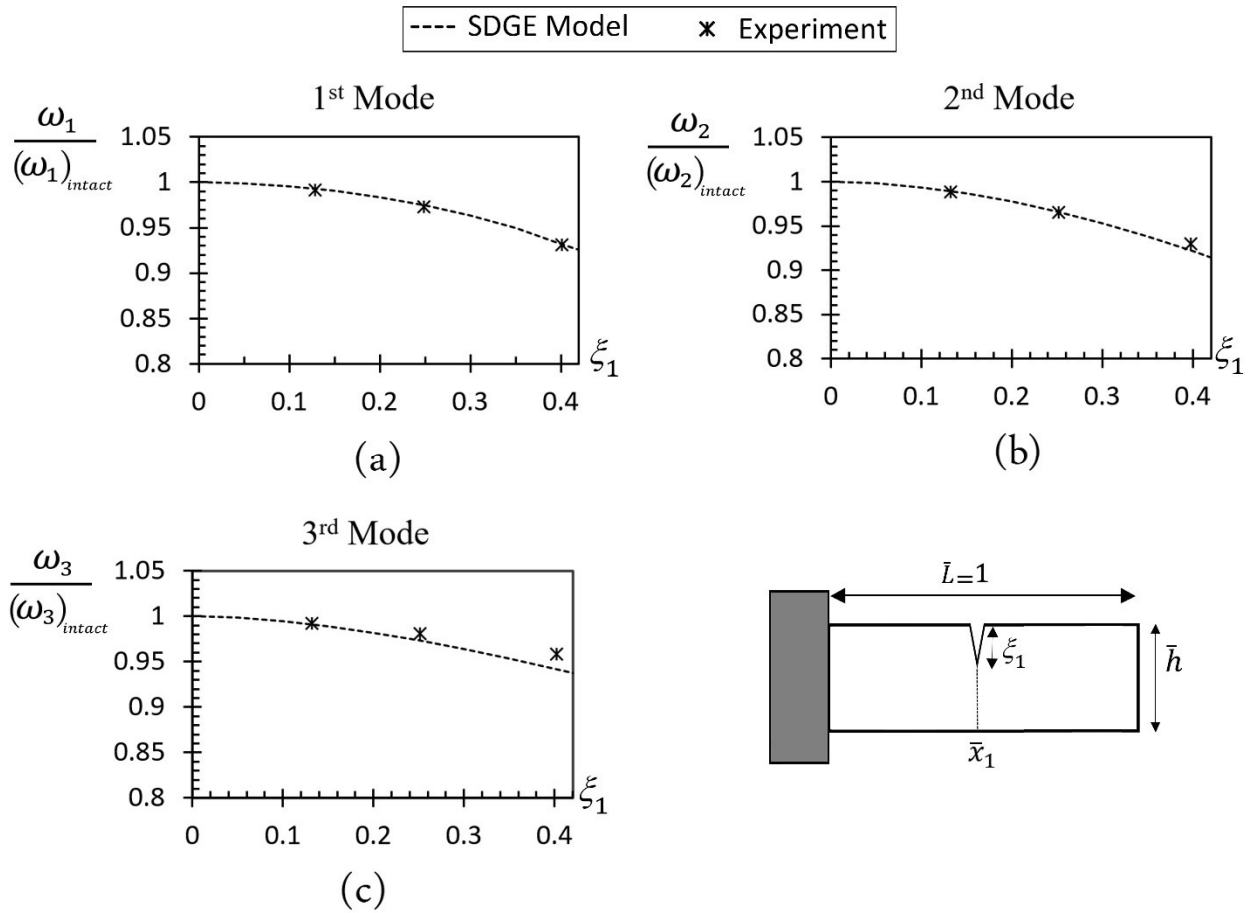 SDGE Model Experiment
1st Mode
ω1/(ω1)intact
1.05
1
0.95
0.9
0.85
0.8
0 0.1 0.2 0.3 0.4
ξ1
(a)
2nd Mode
ω2/(ω2)intact
1.05
1
0.95
0.9
0.85
0.8
0 0.1 0.2 0.3 0.4
ξ1
(b)
3rd Mode
ω3/(ω3)intact
1.05
1
0.95
0.9
0.85
0.8
0 0.1 0.2 0.3 0.4
ξ1
(c)
L̄=1
ξ1
h̄
x̄1